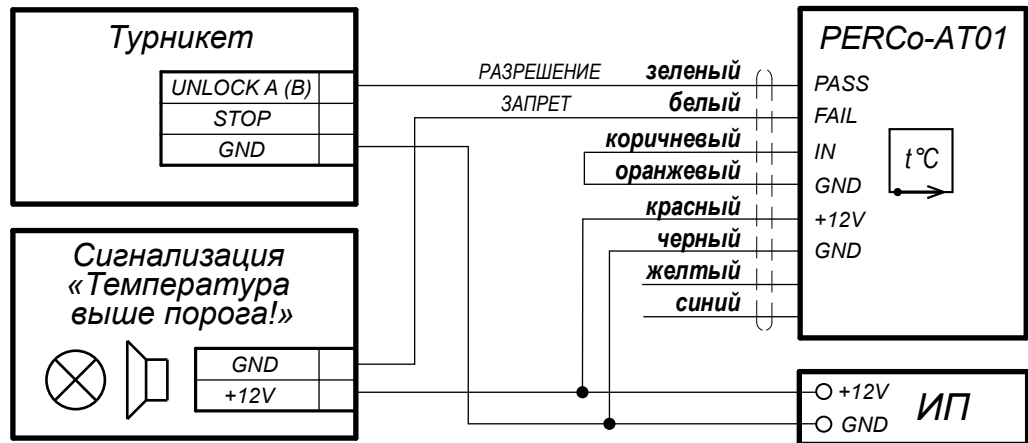 Турникет
UNLOCK A (B)
STOP
GND
РАЗРЕШЕНИЕ
ЗАПРЕТ
зеленый
белый
коричневый
оранжевый
красный
черный
желтый
синий
PERCo-AT01
PASS
FAIL
IN
GND
+12V
GND
t°C
Сигнализация
«Температура
выше порога!»
GND
+12V
+12V
GND
ИП